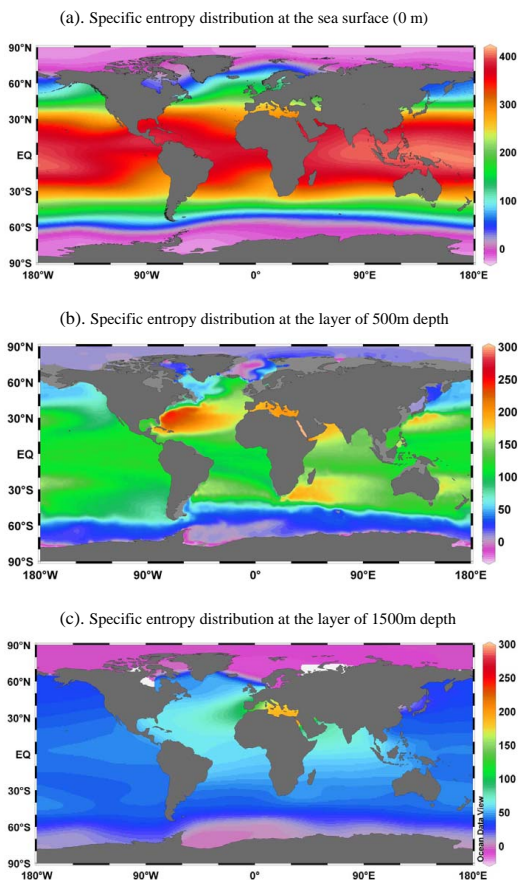 (a). Specific entropy distribution at the sea surface (0 m)
90°N
60°N
30°N
EQ
30°S
60°S
90°S
180°W 90°W 0° 90°E 180°E
400
300
200
100
0
(b). Specific entropy distribution at the layer of 500m depth
90°N
60°N
30°N
EQ
30°S
60°S
90°S
180°W 90°W 0° 90°E 180°E
300
250
200
150
100
50
0
(c). Specific entropy distribution at the layer of 1500m depth
90°N
60°N
30°N
EQ
30°S
60°S
90°S
180°W 90°W 0° 90°E 180°E
300
250
200
150
100
50
0
Ocean Data View